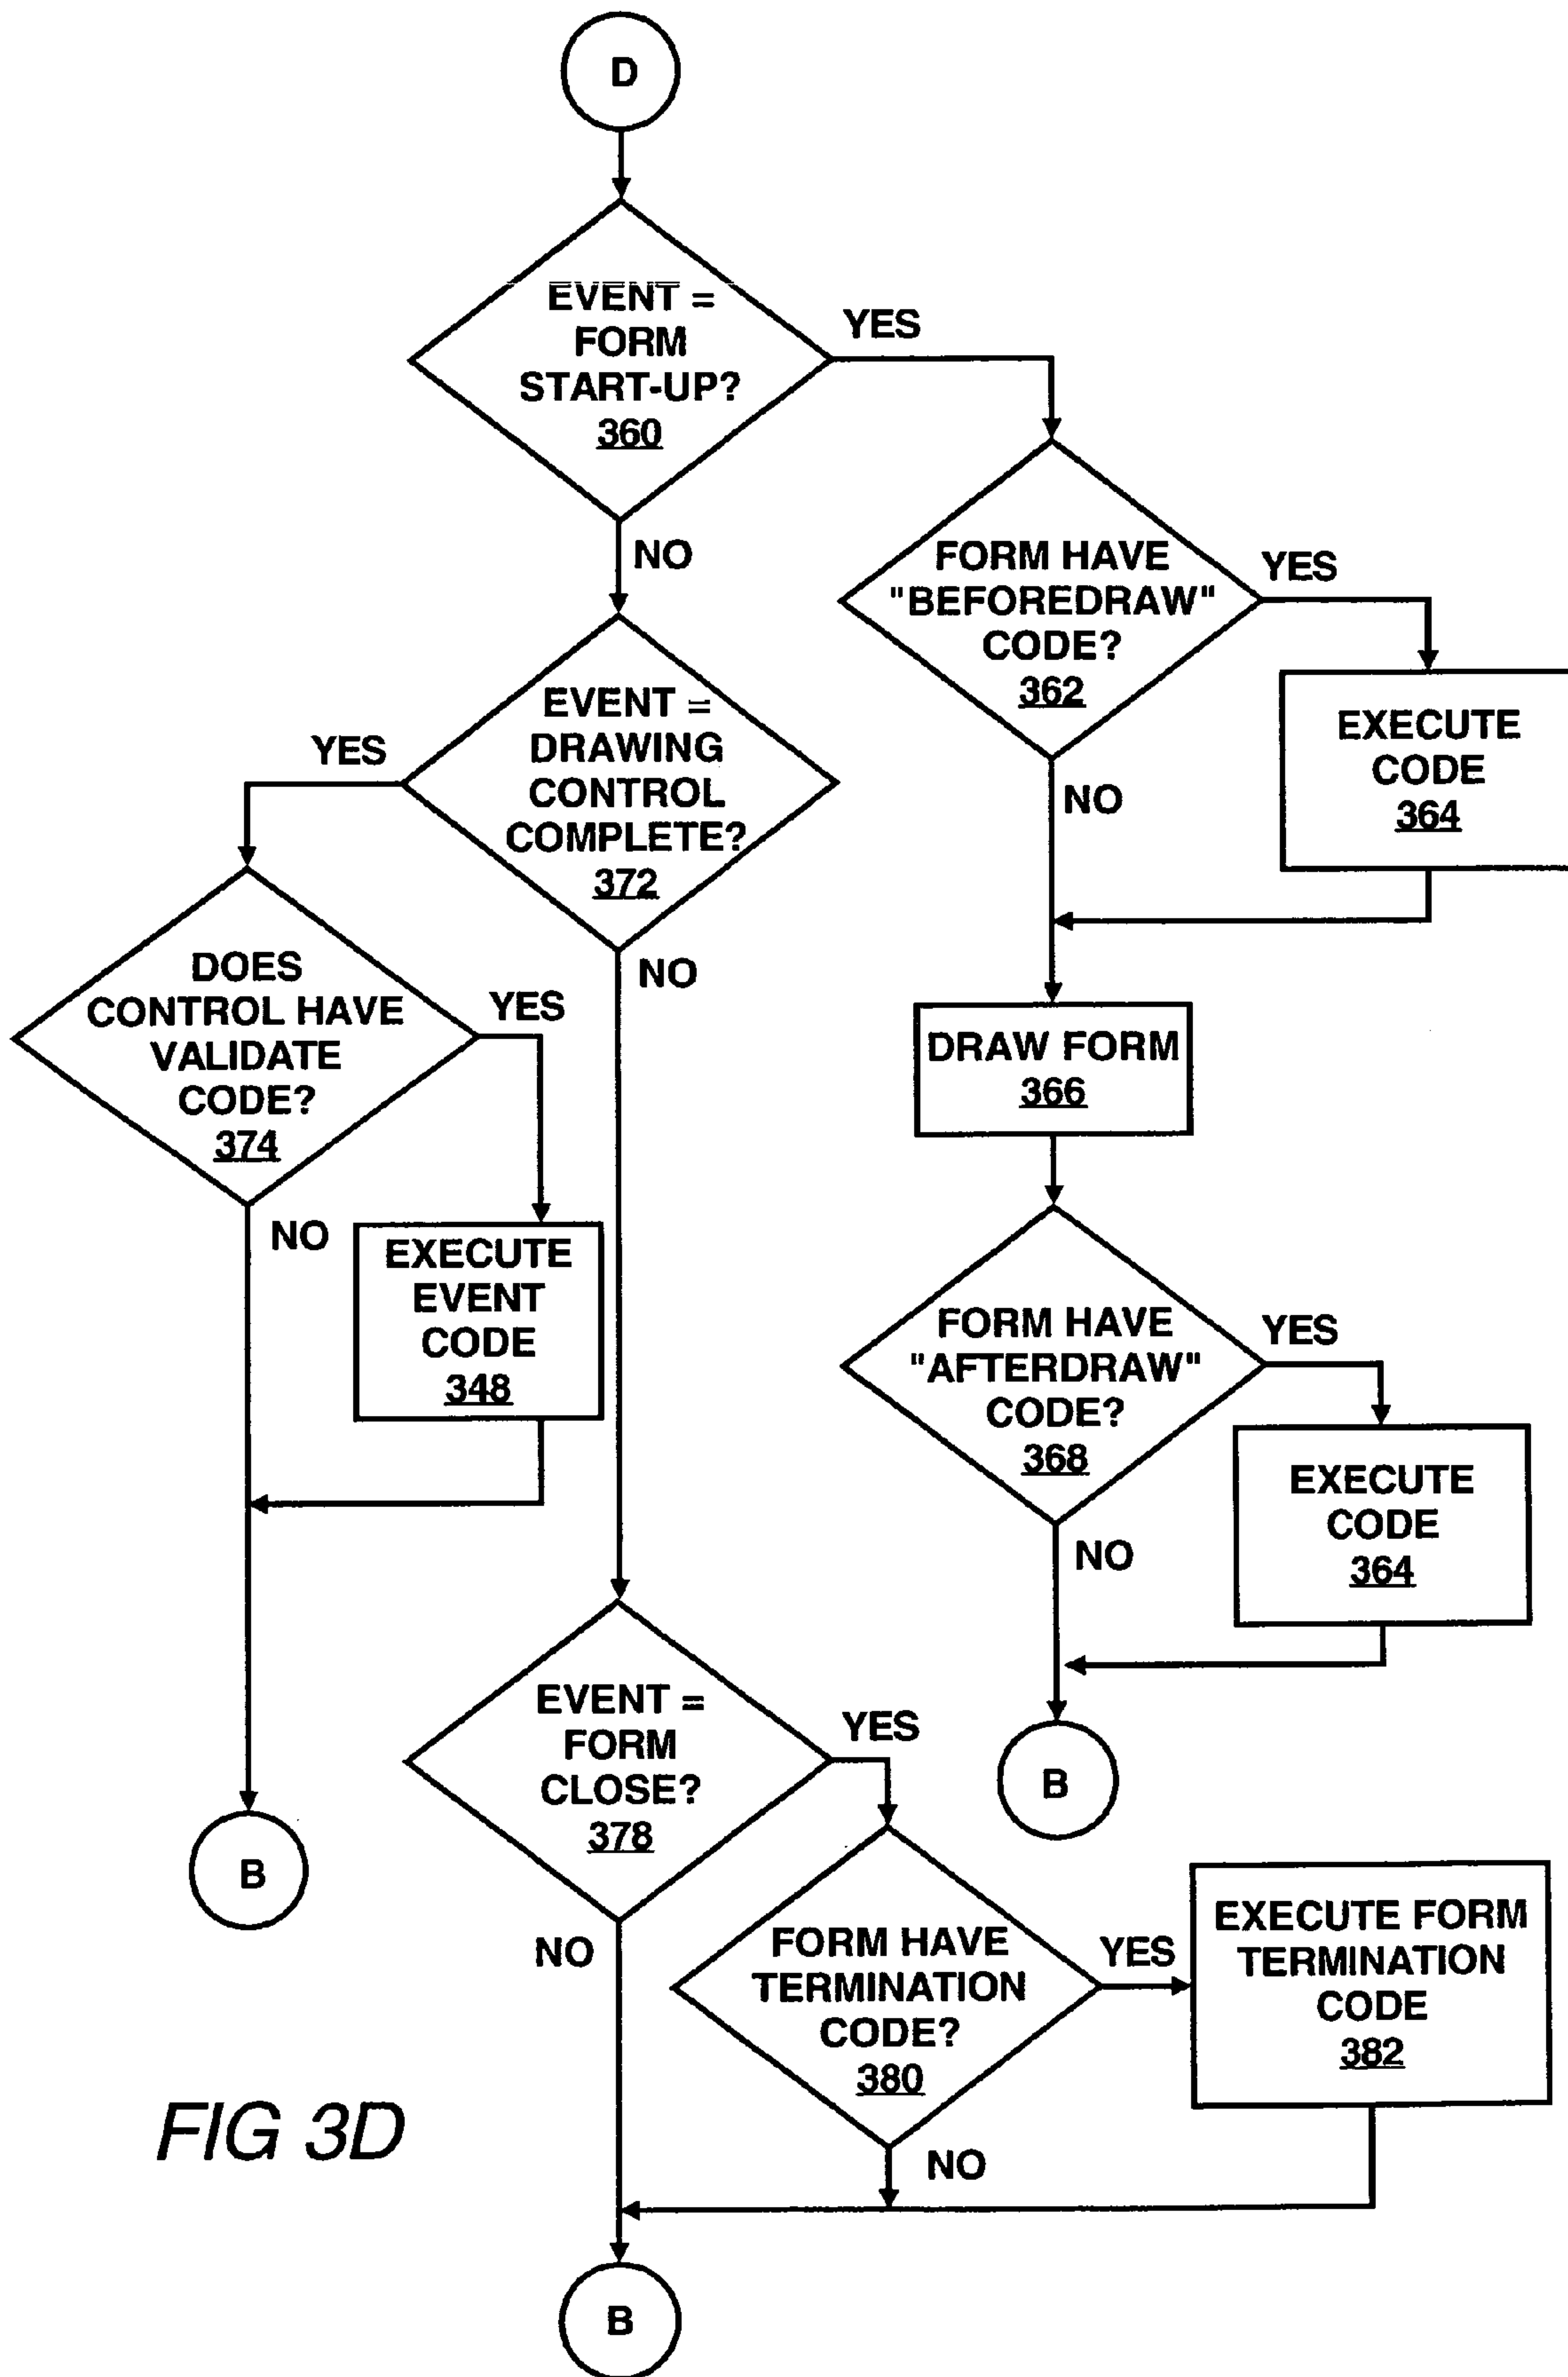 D
EVENT =
FORM
START-UP?
360
YES
NO
FORM HAVE
"BEFOREDRAW"
CODE?
362
YES
NO
EXECUTE
CODE
364
EVENT =
DRAWING
CONTROL
COMPLETE?
372
YES
NO
DOES
CONTROL HAVE
VALIDATE
CODE?
374
YES
NO
EXECUTE
EVENT
CODE
348
B
DRAW FORM
366
FORM HAVE
"AFTERDRAW"
CODE?
368
YES
NO
EXECUTE
CODE
364
B
EVENT =
FORM
CLOSE?
378
YES
NO
FORM HAVE
TERMINATION
CODE?
380
YES
NO
EXECUTE FORM
TERMINATION
CODE
382
B
FIG 3D